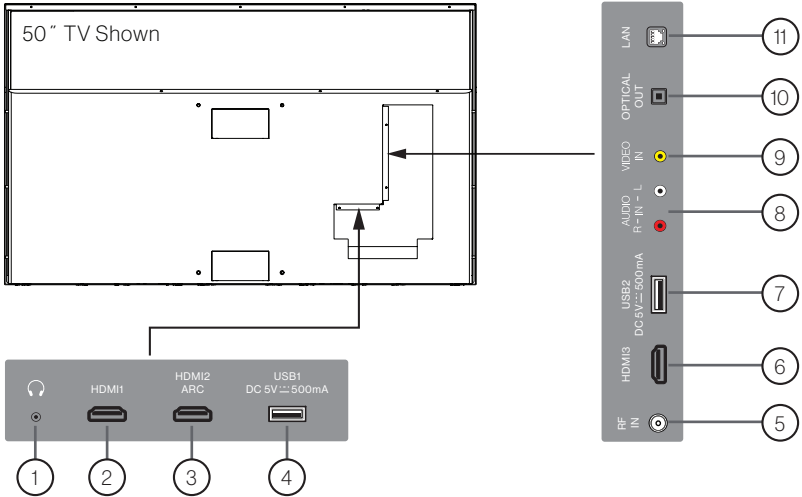 50" TV Shown
LAN
11
OPTICAL
OUT
10
VIDEO
IN
9
AUDIO
R - IN - L
8
USB2
DC 5V⎓500mA
7
HDMI3
6
RF
IN
5
HDMI1
HDMI2
ARC
USB1
DC 5V⎓500mA
1
2
3
4